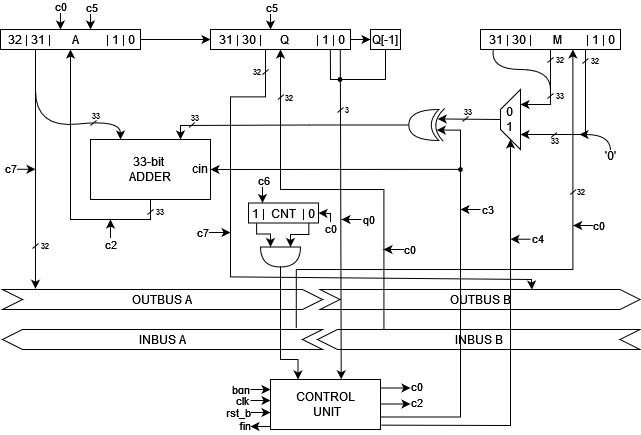 c0
c5
c5
32 | 31 | A | 1 | 0
31 | 30 | Q | 1 | 0
Q[-1]
31 | 30 | M | 1 | 0
32
32
32
32
33
3
33
33
33
0
1
33
'0'
33-bit
ADDER
cin
c7
33
c2
32
c6
1 | CNT | 0
c0
c7
q0
c0
c3
c4
32
c0
OUTBUS A
OUTBUS B
INBUS A
INBUS B
bgn
clk
rst_b
fin
CONTROL
UNIT
c0
c2